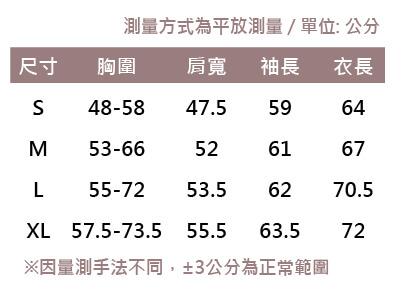 測量方式為平放測量 / 單位: 公分
尺寸 胸圍 肩寬 袖長 衣長
S 48-58 47.5 59 64
M 53-66 52 61 67
L 55-72 53.5 62 70.5
XL 57.5-73.5 55.5 63.5 72
※因量測手法不同，±3公分為正常範圍